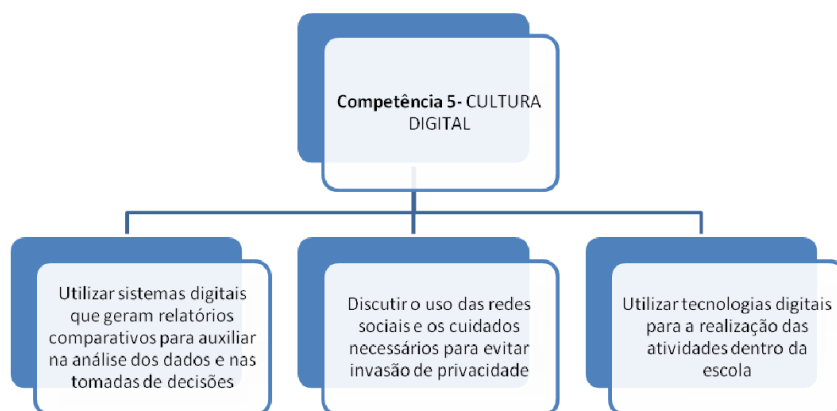 Competência 5- CULTURA
DIGITAL
Utilizar sistemas digitais
que geram relatórios
comparativos para auxiliar
na análise dos dados e nas
tomadas de decisões
Discutir o uso das redes
sociais e os cuidados
necessários para evitar
invasão de privacidade
Utilizar tecnologias digitais
para a realização das
atividades dentro da
escola